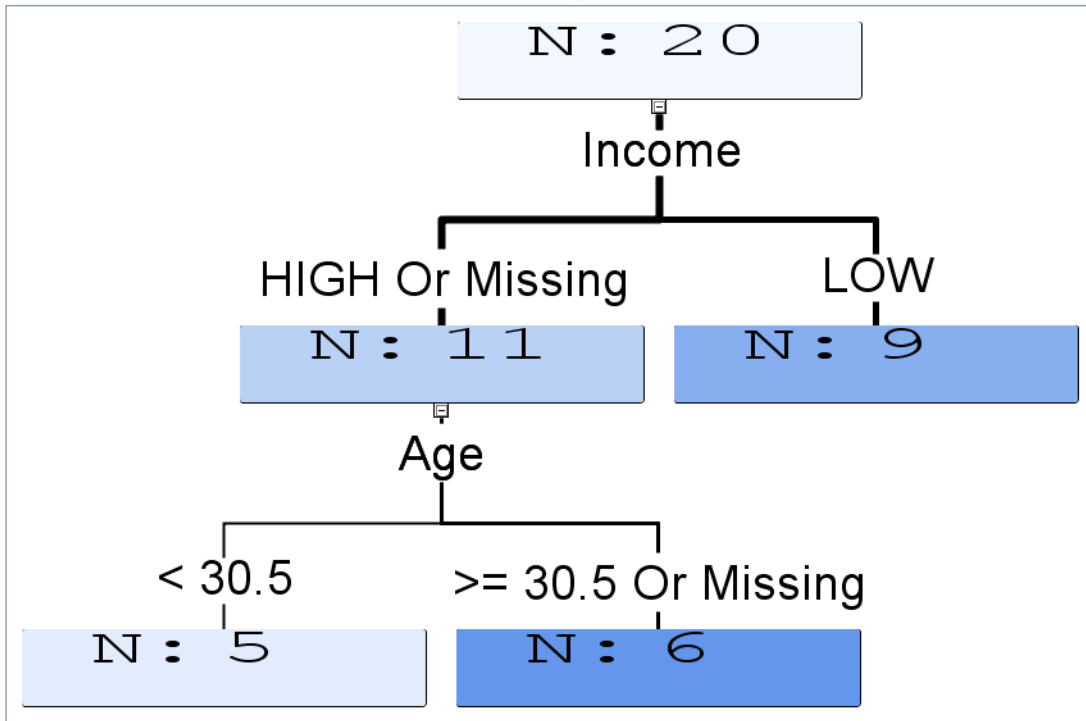 N: 20
Income
HIGH Or Missing
LOW
N: 11
N: 9
Age
< 30.5
>= 30.5 Or Missing
N: 5
N: 6